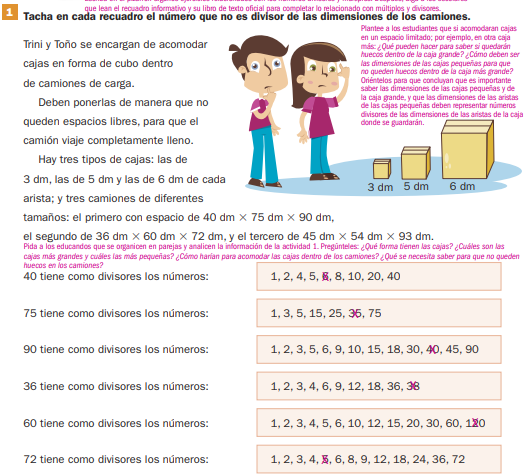 que lean el recuadro informativo y su libro de texto oficial para completar lo relacionado con múltiplos y divisores.
1 Tacha en cada recuadro el número que no es divisor de las dimensiones de los camiones.
Trini y Toño se encargan de acomodar
cajas en forma de cubo dentro
de camiones de carga.
Deben ponerlas de manera que no
queden espacios libres, para que el
camión viaje completamente lleno.
Hay tres tipos de cajas: las de
3 dm, las de 5 dm y las de 6 dm de cada
arista; y tres camiones de diferentes
tamaños: el primero con espacio de 40 dm × 75 dm × 90 dm,
el segundo de 36 dm × 60 dm × 72 dm, y el tercero de 45 dm × 54 dm × 93 dm.
Plantee a los estudiantes que si acomodaran cajas
en un espacio limitado; por ejemplo, en otra caja
más: ¿Qué pueden hacer para saber si quedarán
huecos dentro de la caja grande? ¿Cómo deben ser
las dimensiones de las cajas pequeñas para que
no queden huecos dentro de la caja más grande?
Oriéntelos para que concluyan que es importante
saber las dimensiones de las cajas pequeñas y de
la caja grande, y que las dimensiones de las aristas
de las cajas pequeñas deben representar números
divisores de las dimensiones de las aristas de la caja
donde se guardarán.
3 dm 5 dm 6 dm
Pida a los educandos que se organicen en parejas y analicen la información de la actividad 1. Pregúnteles: ¿Qué forma tienen las cajas? ¿Cuáles son las
cajas más grandes y cuáles las más pequeñas? ¿Cómo harían para acomodar las cajas dentro de los camiones? ¿Qué se necesita saber para que no queden
huecos en los camiones?
40 tiene como divisores los números: 1, 2, 4, 5, 6, 8, 10, 20, 40
75 tiene como divisores los números: 1, 3, 5, 15, 25, 35, 75
90 tiene como divisores los números: 1, 2, 3, 5, 6, 9, 10, 15, 18, 30, 40, 45, 90
36 tiene como divisores los números: 1, 2, 3, 4, 6, 9, 12, 18, 36, 38
60 tiene como divisores los números: 1, 2, 3, 4, 5, 6, 10, 12, 15, 20, 30, 60, 120
72 tiene como divisores los números: 1, 2, 3, 4, 5, 6, 8, 9, 12, 18, 24, 36, 72